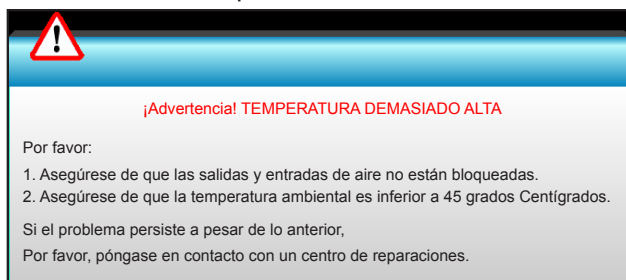 ¡Advertencia! TEMPERATURA DEMASIADO ALTA
Por favor:
1. Asegúrese de que las salidas y entradas de aire no están bloqueadas.
2. Asegúrese de que la temperatura ambiental es inferior a 45 grados Centígrados.
Si el problema persiste a pesar de lo anterior,
Por favor, póngase en contacto con un centro de reparaciones.